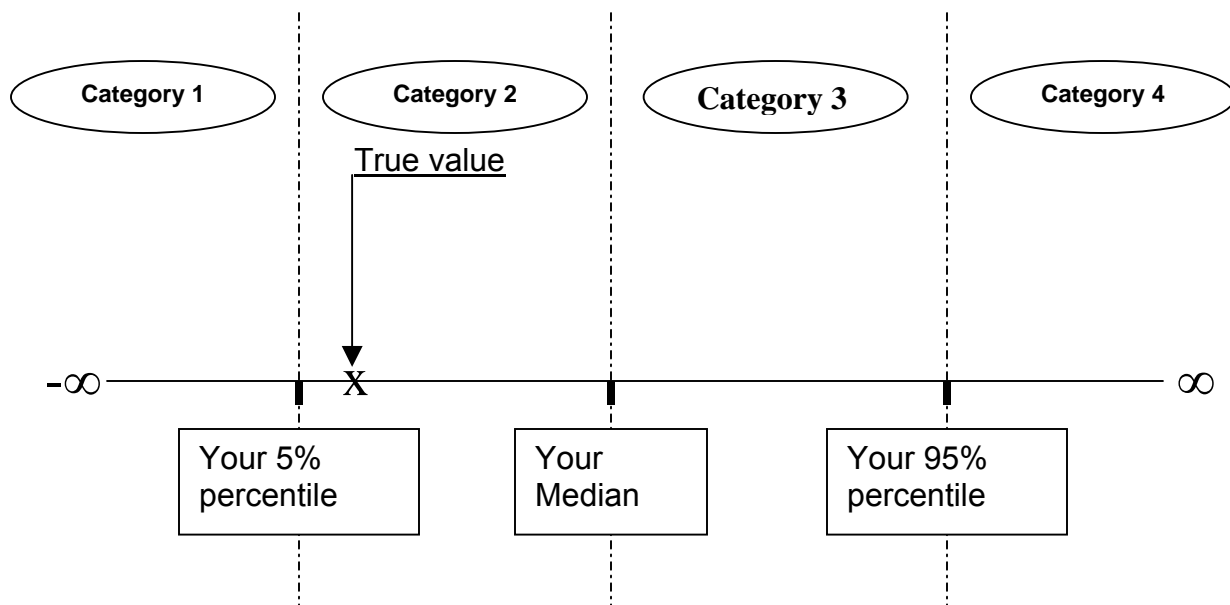 Category 1
Category 2
Category 3
Category 4
True value
-∞
X
∞
Your 5%
percentile
Your
Median
Your 95%
percentile